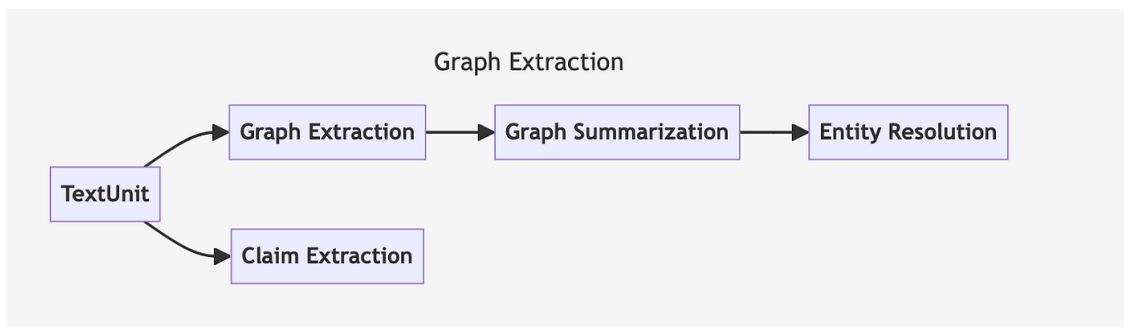 Graph Extraction
Graph Extraction
Graph Summarization
Entity Resolution
TextUnit
Claim Extraction